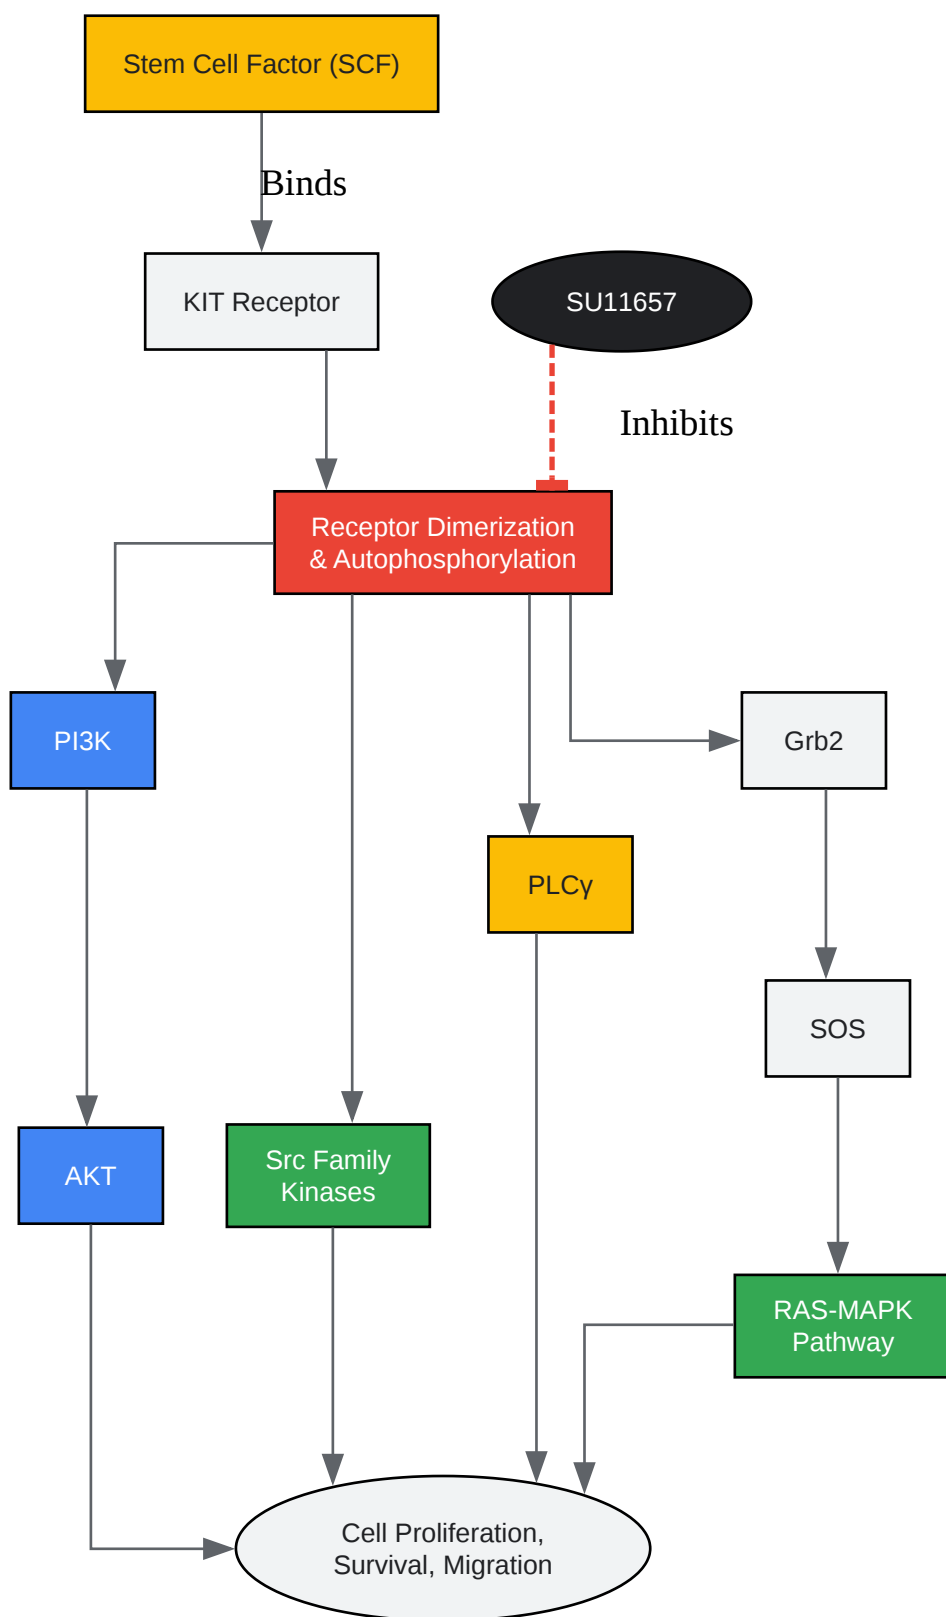 Stem Cell Factor (SCF)
Binds
KIT Receptor
SU11657
Inhibits
Receptor Dimerization
& Autophosphorylation
PI3K
Grb2
PLCγ
SOS
AKT
Src Family
Kinases
RAS-MAPK
Pathway
Cell Proliferation,
Survival, Migration